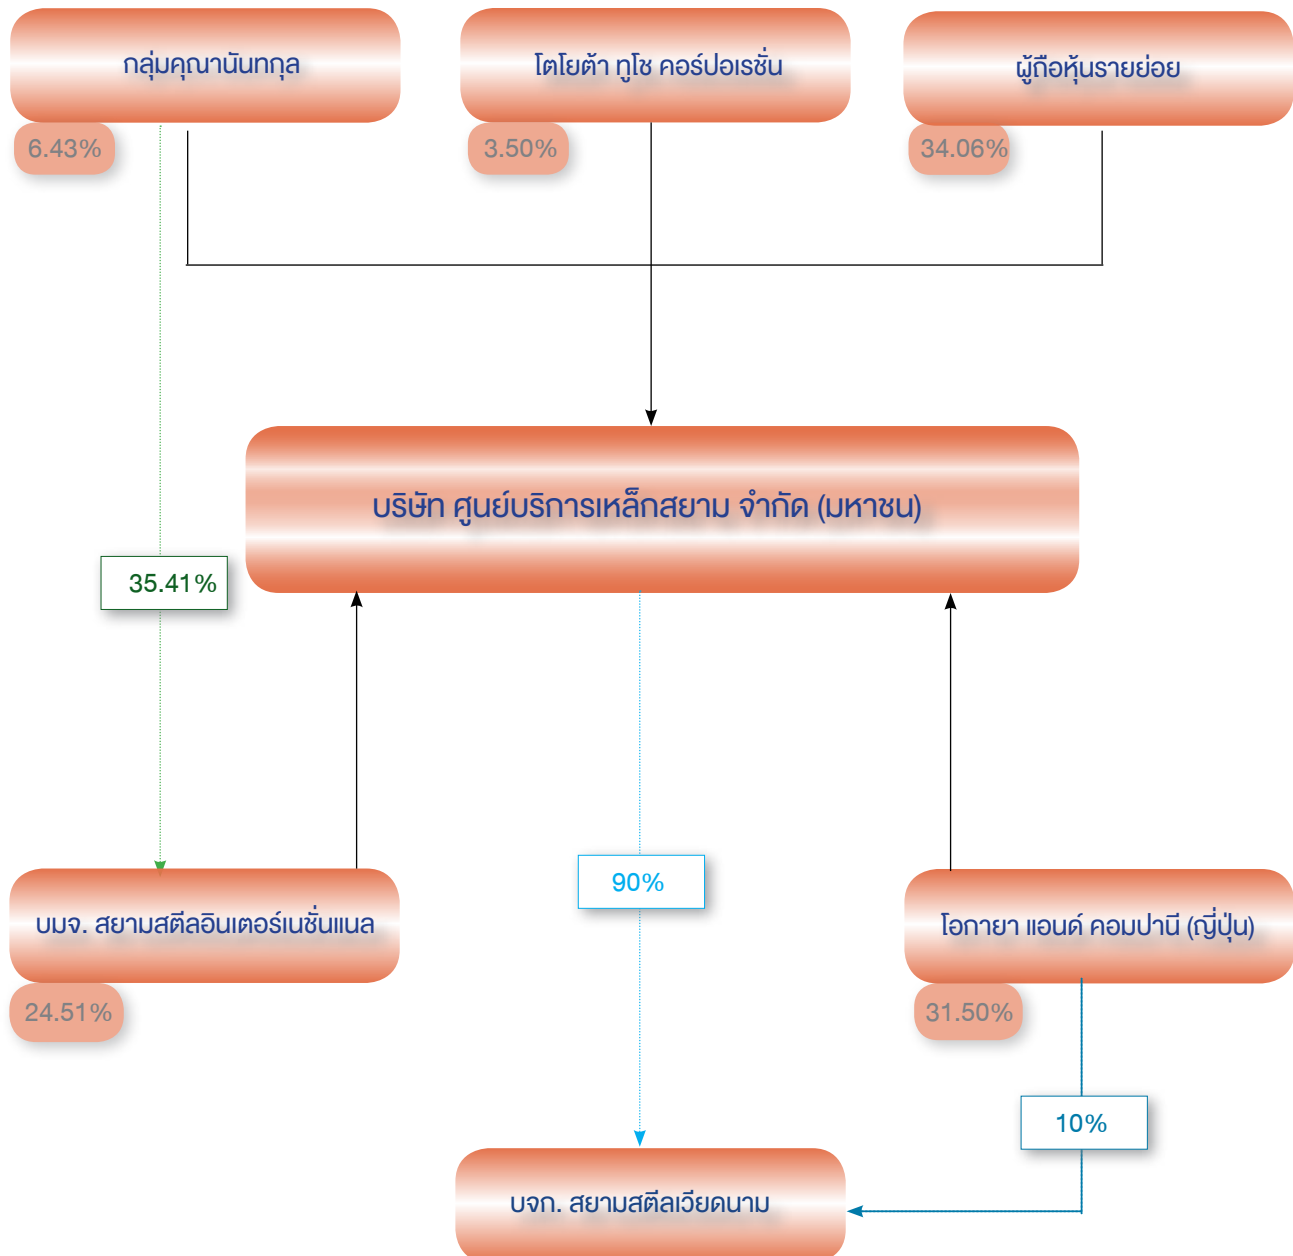 กลุ่มคุณานันทกุล
โตโยต้า ทูโช คอร์ปอเรชั่น
ผู้ถือหุ้นรายย่อย
6.43%
3.50%
34.06%
บริษัท ศูนย์บริการเหล็กสยาม จำกัด (มหาชน)
35.41%
90%
บมจ. สยามสตีลอินเตอร์เนชั่นแนล
โอกายา แอนด์ คอมปานี (ญี่ปุ่น)
24.51%
31.50%
10%
บจก. สยามสตีลเวียดนาม